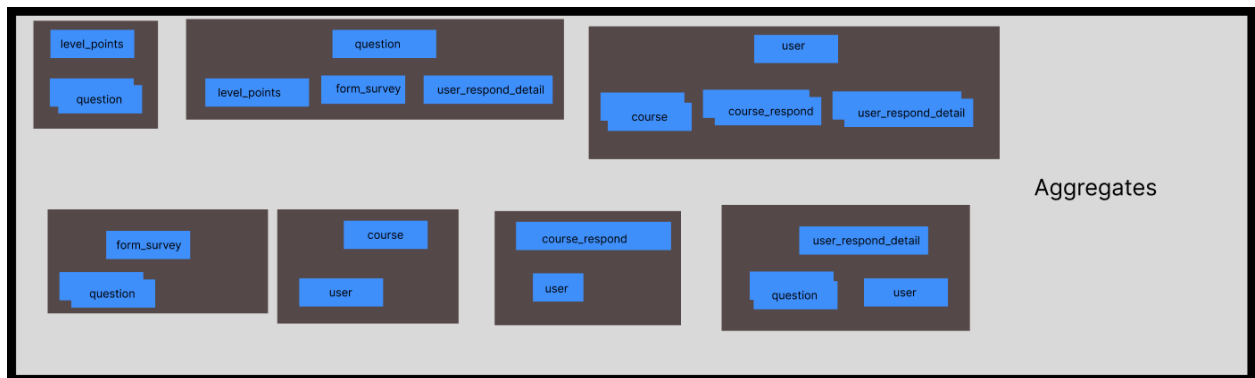 level_points
question
question
level_points
form_survey
user_respond_detail
user
course
course_respond
user_respond_detail
Aggregates
form_survey
question
course
user
course_respond
user
user_respond_detail
question
user